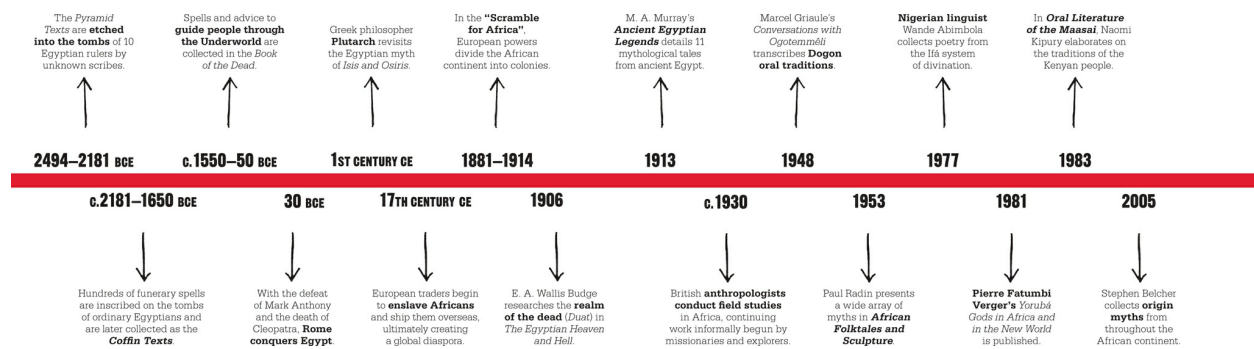 The Pyramid
Texts are etched
into the tombs of 10
Egyptian rulers by
unknown scribes.
2494–2181 BCE
c.2181–1650 BCE
Hundreds of funerary spells
are inscribed on the tombs
of ordinary Egyptians and
are later collected as the
Coffin Texts.
Spells and advice to
guide people through
the Underworld are
collected in the Book
of the Dead.
c.1550–50 BCE
30 BCE
With the defeat
of Mark Anthony
and the death of
Cleopatra, Rome
conquers Egypt.
Greek philosopher
Plutarch revisits
the Egyptian myth
of Isis and Osiris.
1ST CENTURY CE
17TH CENTURY CE
European traders begin
to enslave Africans
and ship them overseas,
ultimately creating
a global diaspora.
In the “Scramble
for Africa”,
European powers
divide the African
continent into colonies.
1881–1914
1906
E. A. Wallis Budge
researches the realm
of the dead (Duat) in
The Egyptian Heaven
and Hell.
M. A. Murray's
Ancient Egyptian
Legends details 11
mythological tales
from ancient Egypt.
1913
c.1930
British anthropologists
conduct field studies
in Africa, continuing
work informally begun by
missionaries and explorers.
Marcel Griaule's
Conversations with
Ogotemmêli
transcribes Dogon
oral traditions.
1948
1953
Paul Radin presents
a wide array of
myths in African
Folktales and
Sculpture.
Nigerian linguist
Wande Abimbola
collects poetry from
the Ifá system
of divination.
1977
1981
Pierre Fatumbi
Verger's Yorubá
Gods in Africa and
in the New World
is published.
In Oral Literature
of the Maasai, Naomi
Kipury elaborates on
the traditions of the
Kenyan people.
1983
2005
Stephen Belcher
collects origin
myths from
throughout the
African continent.